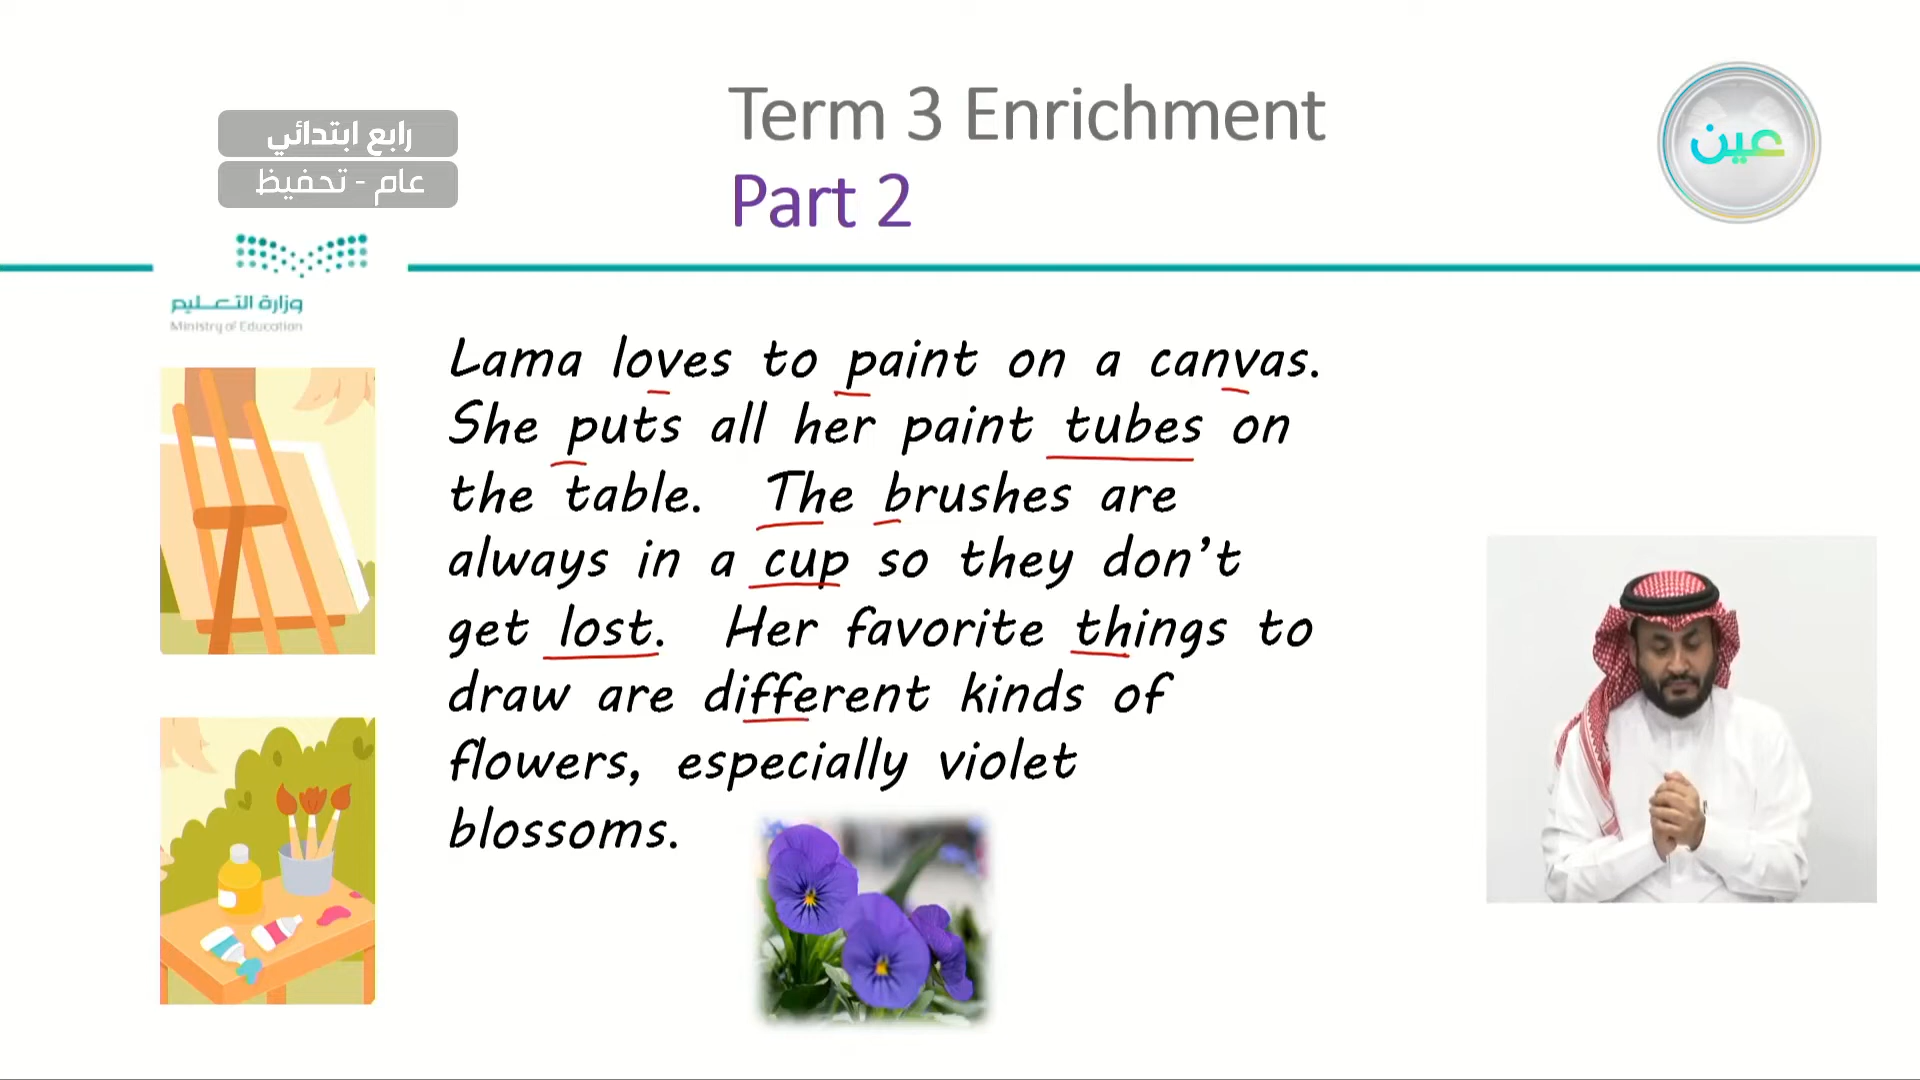 رابع ابتدائي
عام - تحفيظ
Term 3 Enrichment
Part 2
عين
وزارة التعليم
Ministry of Education
Lama loves to paint on a canvas.
She puts all her paint tubes on
the table. The brushes are
always in a cup so they don't
get lost. Her favorite things to
draw are different kinds of
flowers, especially violet
blossoms.